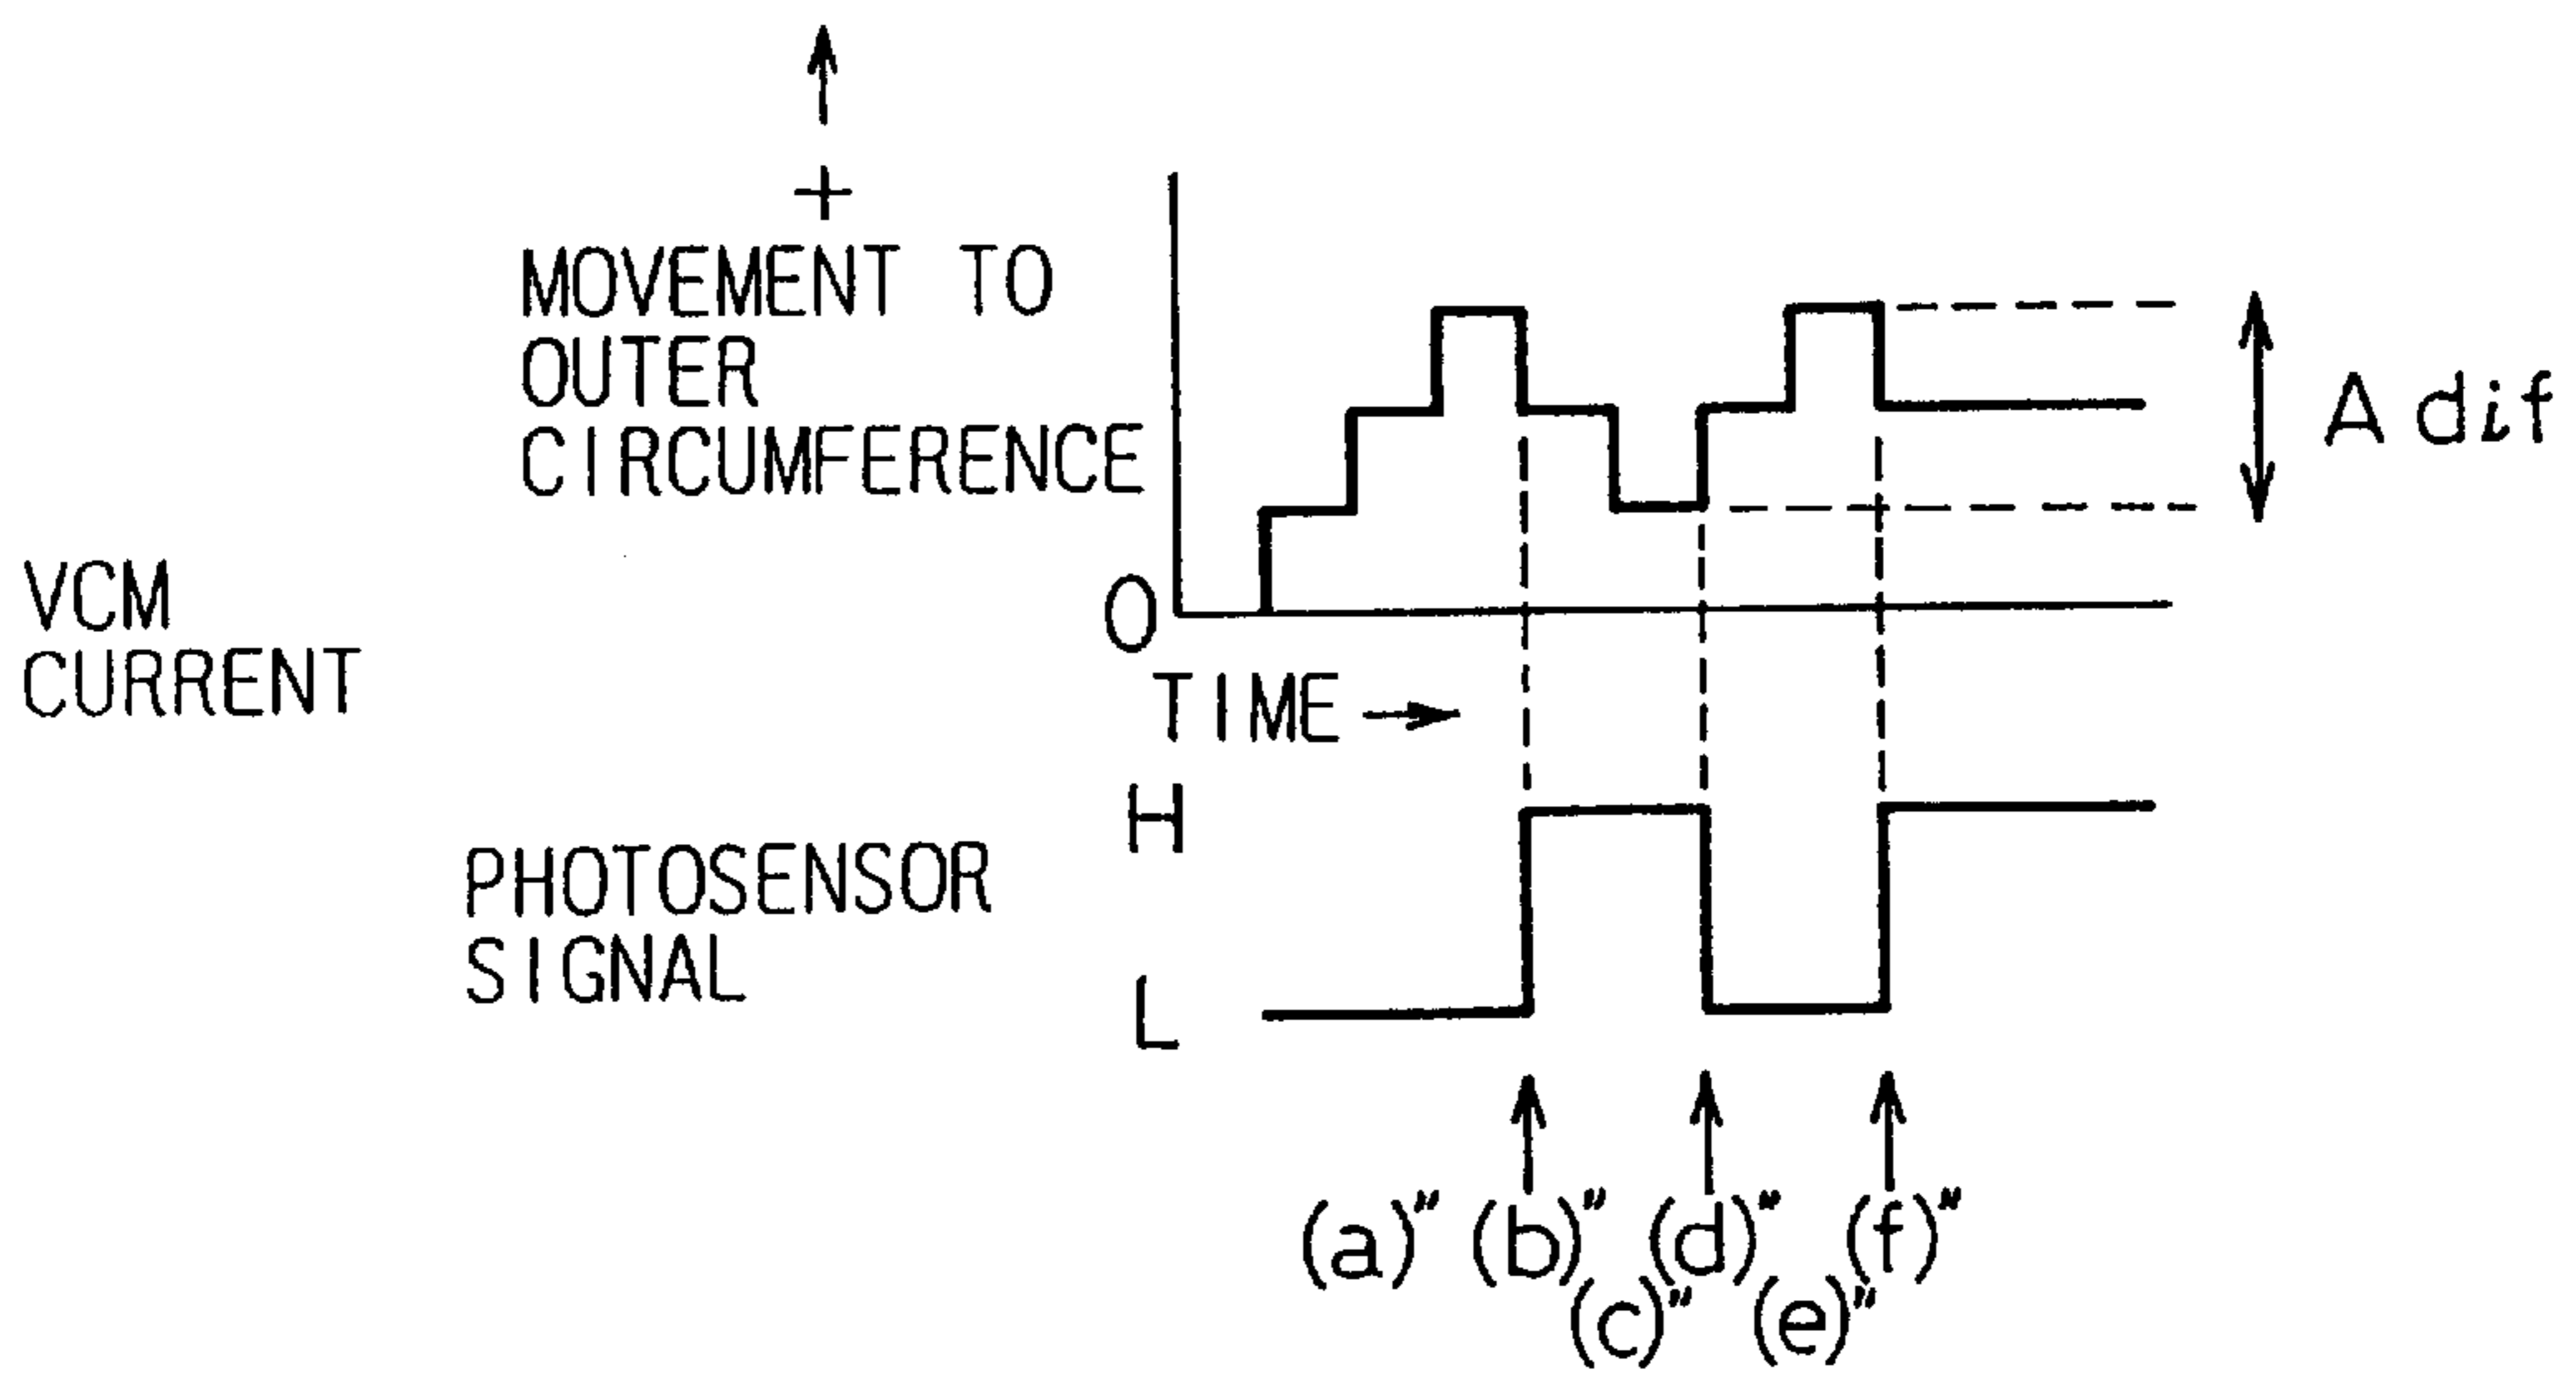 +
MOVEMENT TO
OUTER
CIRCUMFERENCE
A dif
VCM
CURRENT
O
TIME
H
PHOTOSENSOR
SIGNAL
L
(a)" (b)" (d)" (f)"
(c)" (e)"